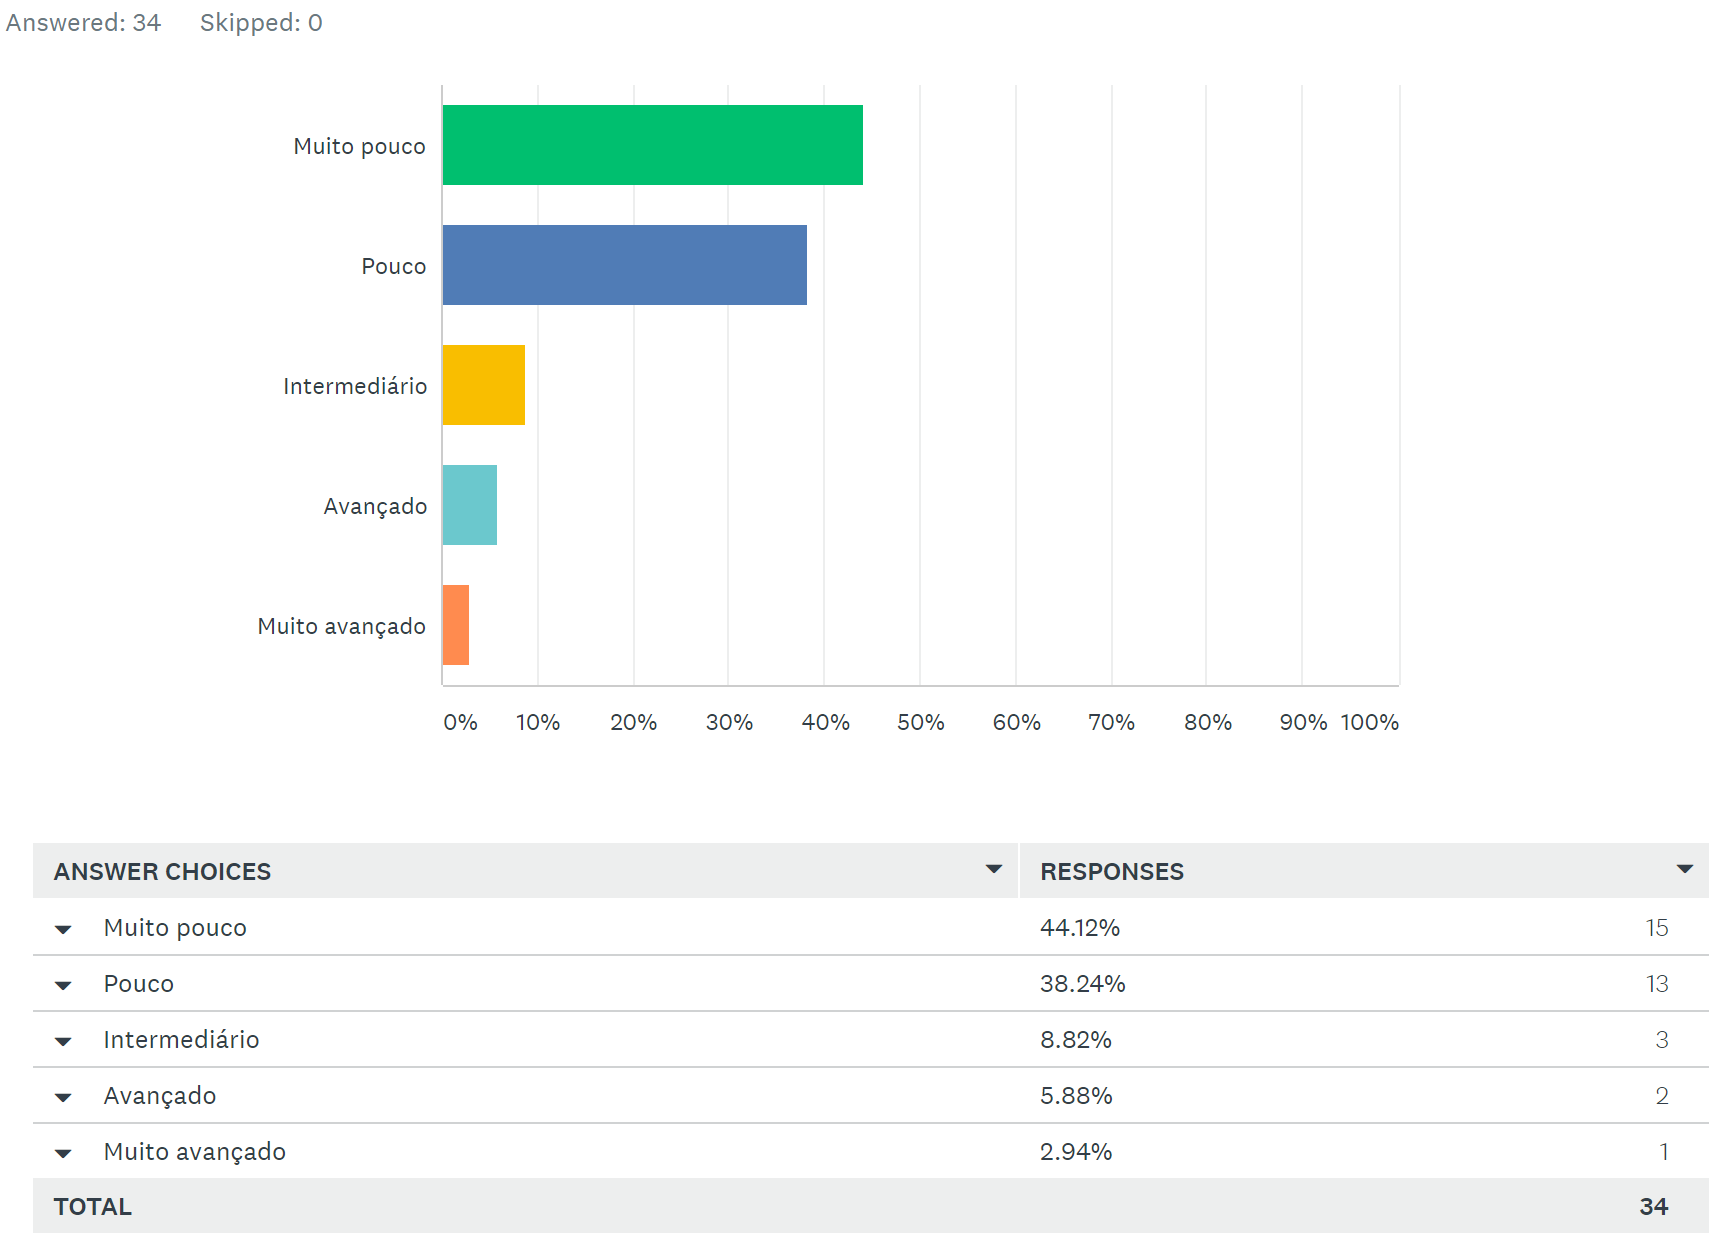 Answered: 34 Skipped: 0
Muito pouco
Pouco
Intermediário
Avançado
Muito avançado
0% 10% 20% 30% 40% 50% 60% 70% 80% 90% 100%
ANSWER CHOICES RESPONSES
Muito pouco 44.12% 15
Pouco 38.24% 13
Intermediário 8.82% 3
Avançado 5.88% 2
Muito avançado 2.94% 1
TOTAL 34